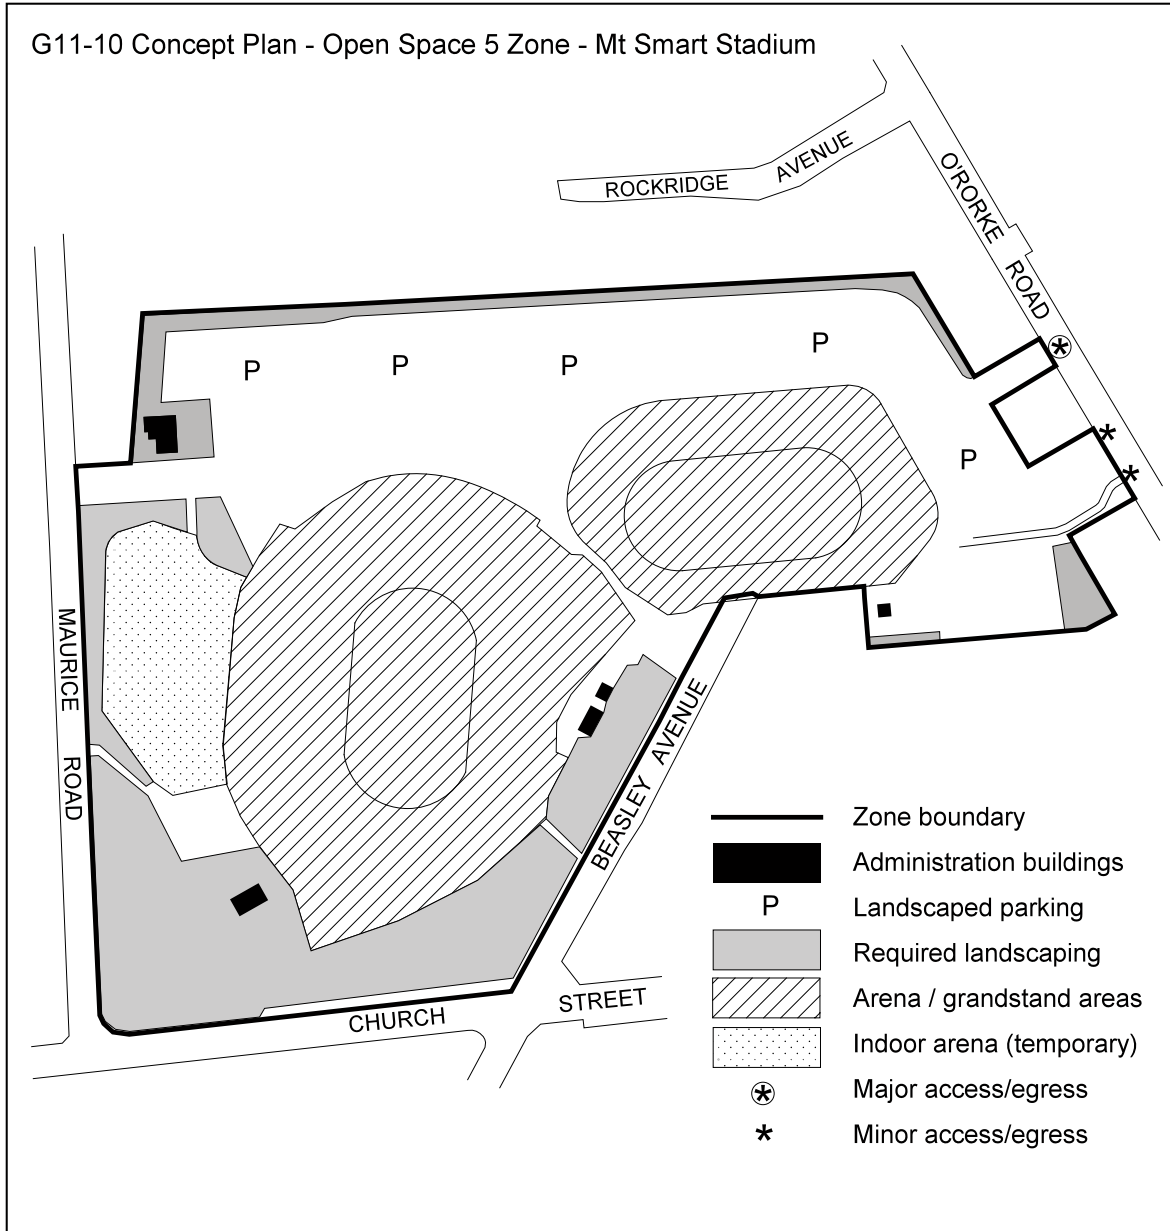 G11-10 Concept Plan - Open Space 5 Zone - Mt Smart Stadium
ROCKRIDGE AVENUE
O'RORKE ROAD
P P P P
P
MAURICE ROAD
BEASLEY AVENUE
CHURCH STREET
Zone boundary
Administration buildings
P Landscaped parking
Required landscaping
Arena / grandstand areas
Indoor arena (temporary)
* Major access/egress
* Minor access/egress